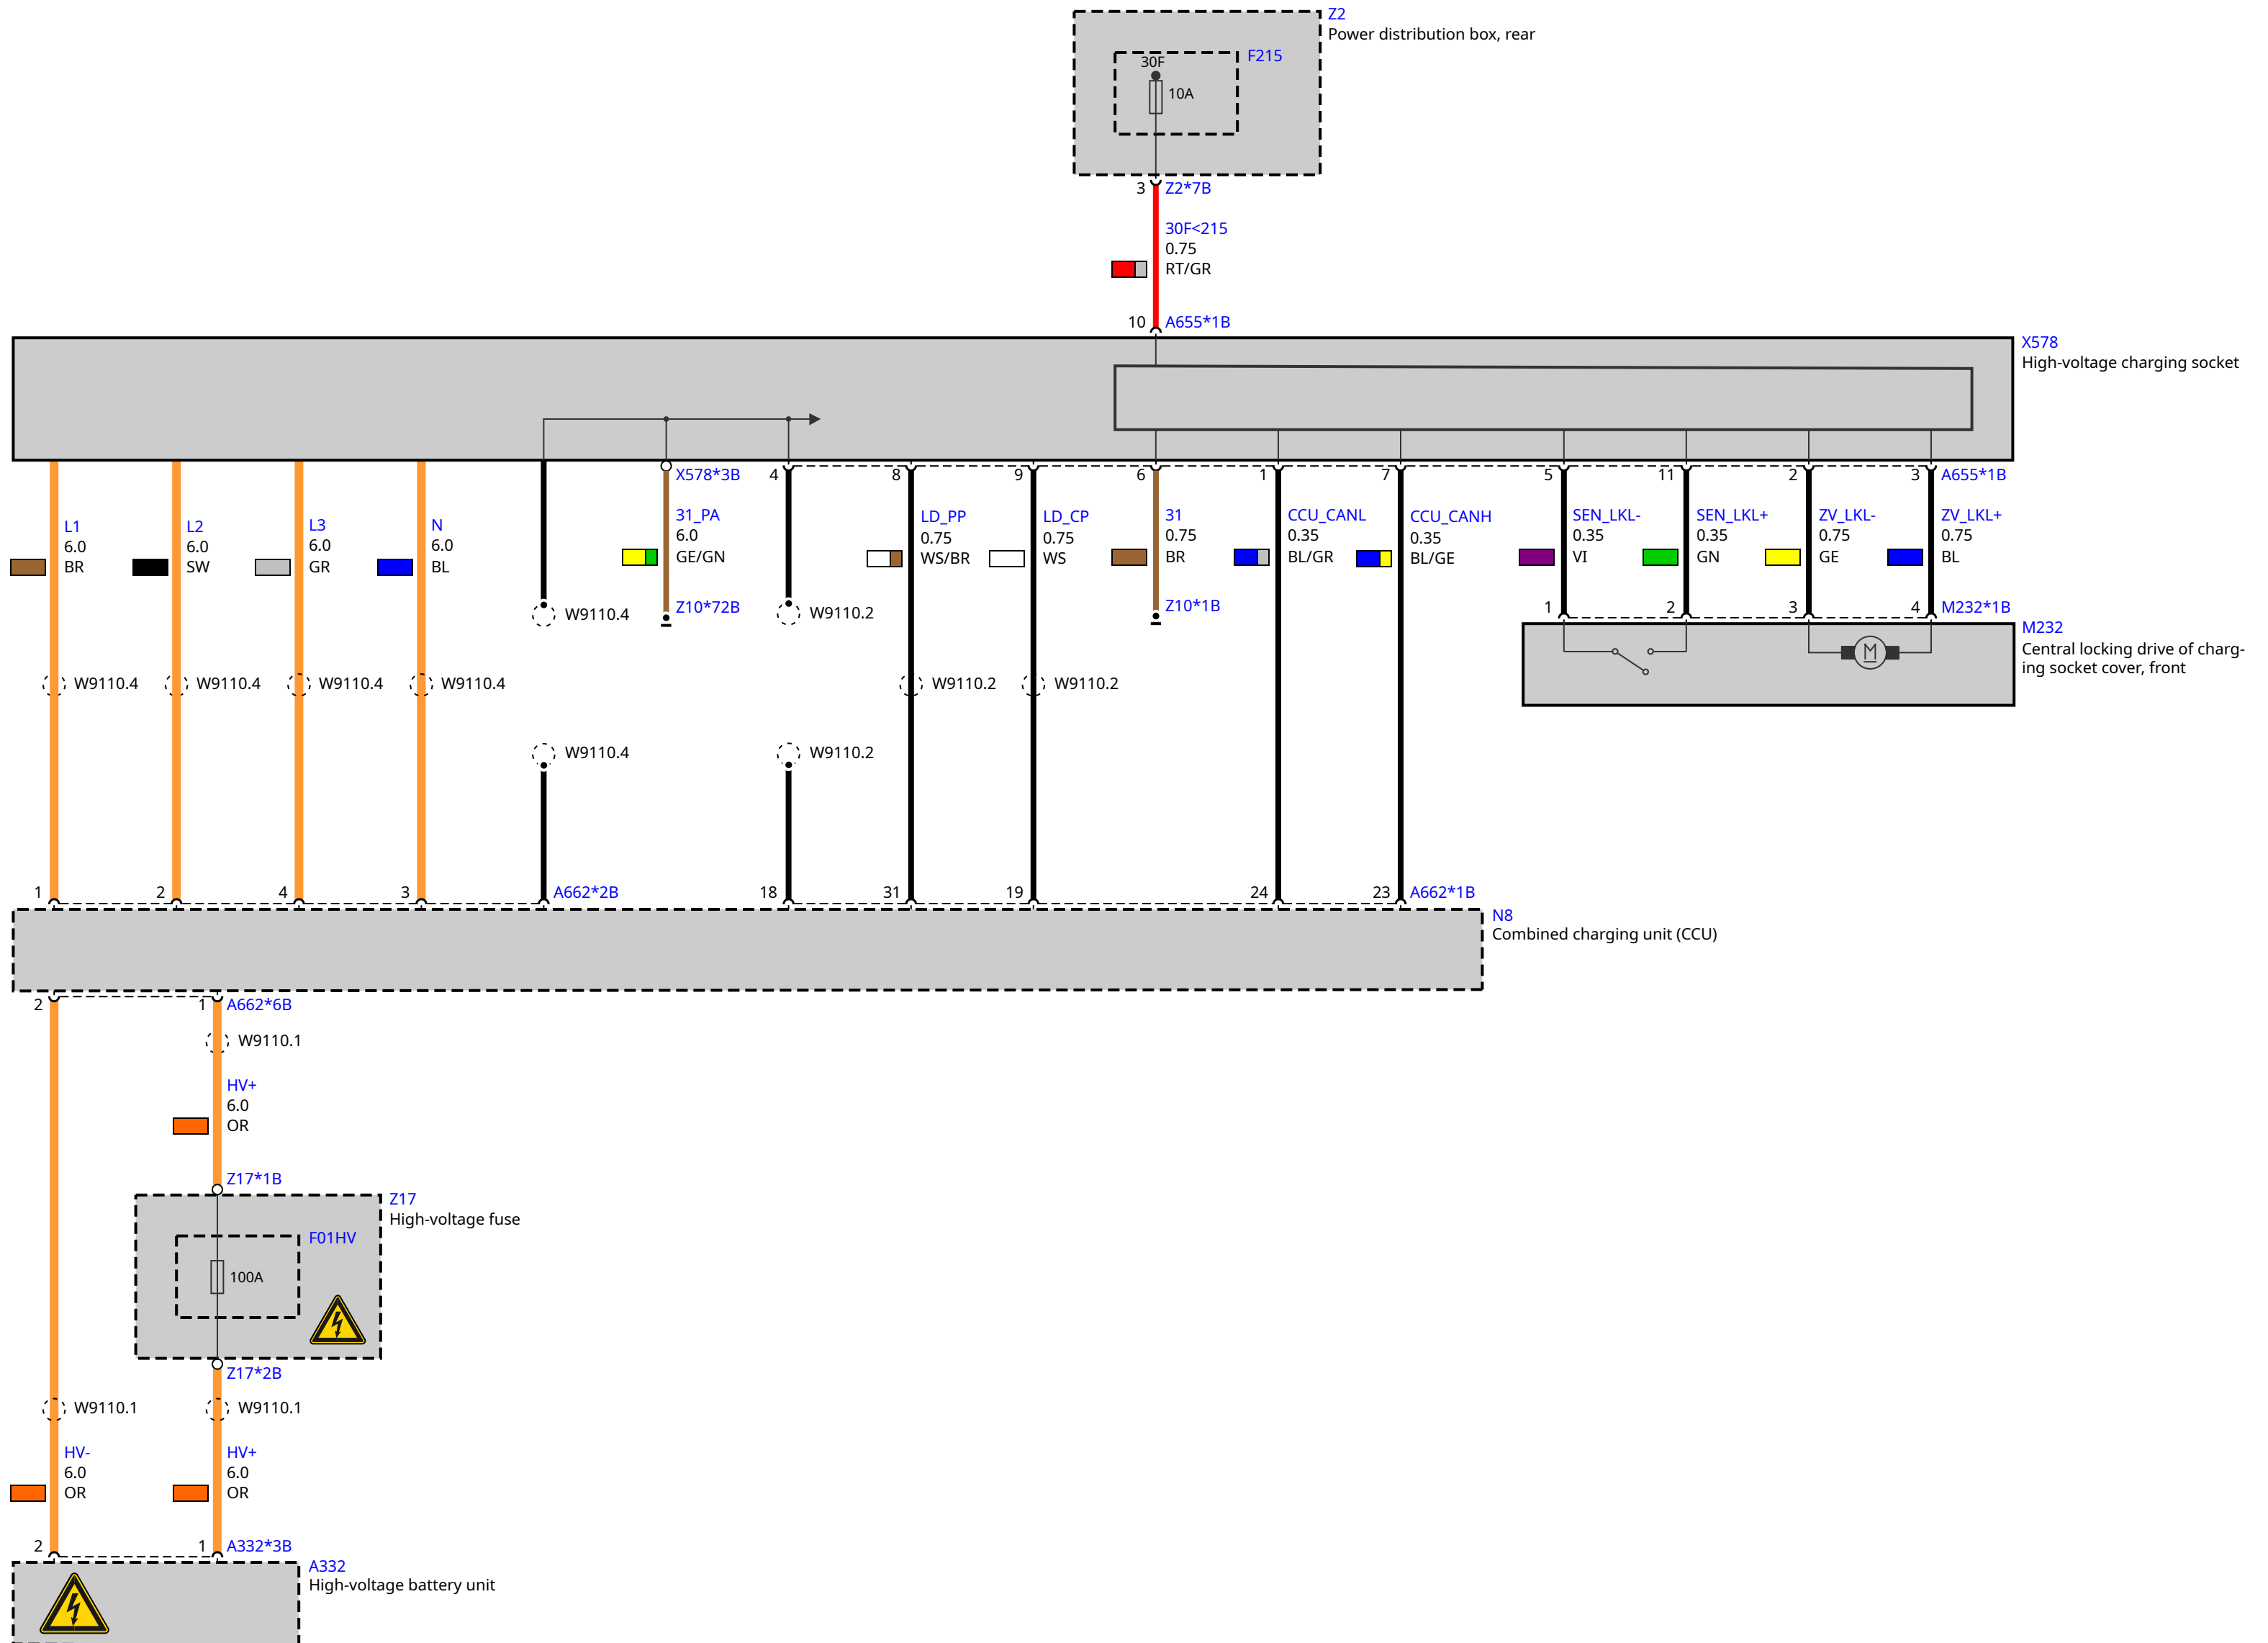 Z2
Power distribution box, rear
F215
30F
10A
3 Z2*7B
30F<215
0.75
RT/GR
10 A655*1B
X578
High-voltage charging socket
X578*3B 4 8 9 6 1 7 5 11 2 3 A655*1B
L1
6.0
BR
L2
6.0
SW
L3
6.0
GR
N
6.0
BL
31_PA
6.0
GE/GN
LD_PP
0.75
WS/BR
LD_CP
0.75
WS
31
0.75
BR
CCU_CANL
0.35
BL/GR
CCU_CANH
0.35
BL/GE
SEN_LKL-
0.35
VI
SEN_LKL+
0.35
GN
ZV_LKL-
0.75
GE
ZV_LKL+
0.75
BL
W9110.4 Z10*72B W9110.2 Z10*1B 1 2 3 4 M232*1B
M232
Central locking drive of charg-
ing socket cover, front
M
W9110.4 W9110.4 W9110.4 W9110.4 W9110.2 W9110.2
W9110.4 W9110.2
1 2 4 3 A662*2B 18 31 19 24 23 A662*1B
N8
Combined charging unit (CCU)
2 1 A662*6B
W9110.1
HV+
6.0
OR
Z17*1B
Z17
High-voltage fuse
F01HV
100A
Z17*2B
W9110.1 W9110.1
HV-
6.0
OR
HV+
6.0
OR
2 1 A332*3B
A332
High-voltage battery unit